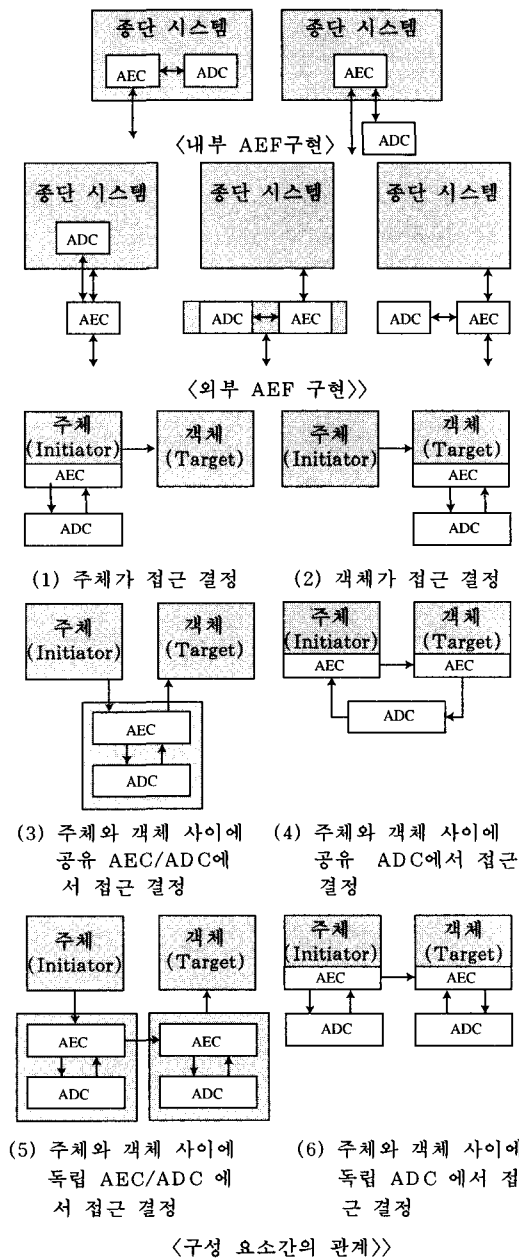 종단 시스템
종단 시스템
AEC
ADC
AEC
ADC
〈내부 AEF구현〉
종단 시스템
종단 시스템
종단 시스템
ADC
AEC
ADC
AEC
ADC
AEC
〈외부 AEF 구현〉〉
주체
(Initiator)
AEC
ADC
객체
(Target)
주체
(Initiator)
객체
(Target)
AEC
ADC
(1) 주체가 접근 결정
(2) 객체가 접근 결정
주체
(Initiator)
객체
(Target)
AEC
ADC
주체
(Initiator)
AEC
객체
(Target)
AEC
ADC
(3) 주체와 객체 사이에
공유 AEC/ADC에
서 접근 결정
(4) 주체와 객체 사이에
공유 ADC에서 접근
결정
주체
(Initiator)
객체
(Target)
AEC
ADC
AEC
ADC
주체
(Initiator)
AEC
ADC
객체
(Target)
AEC
ADC
(5) 주체와 객체 사이에
독립 AEC/ADC 에
서 접근 결정
(6) 주체와 객체 사이에
독립 ADC 에서 접
근 결정
〈구성 요소간의 관계〉〉